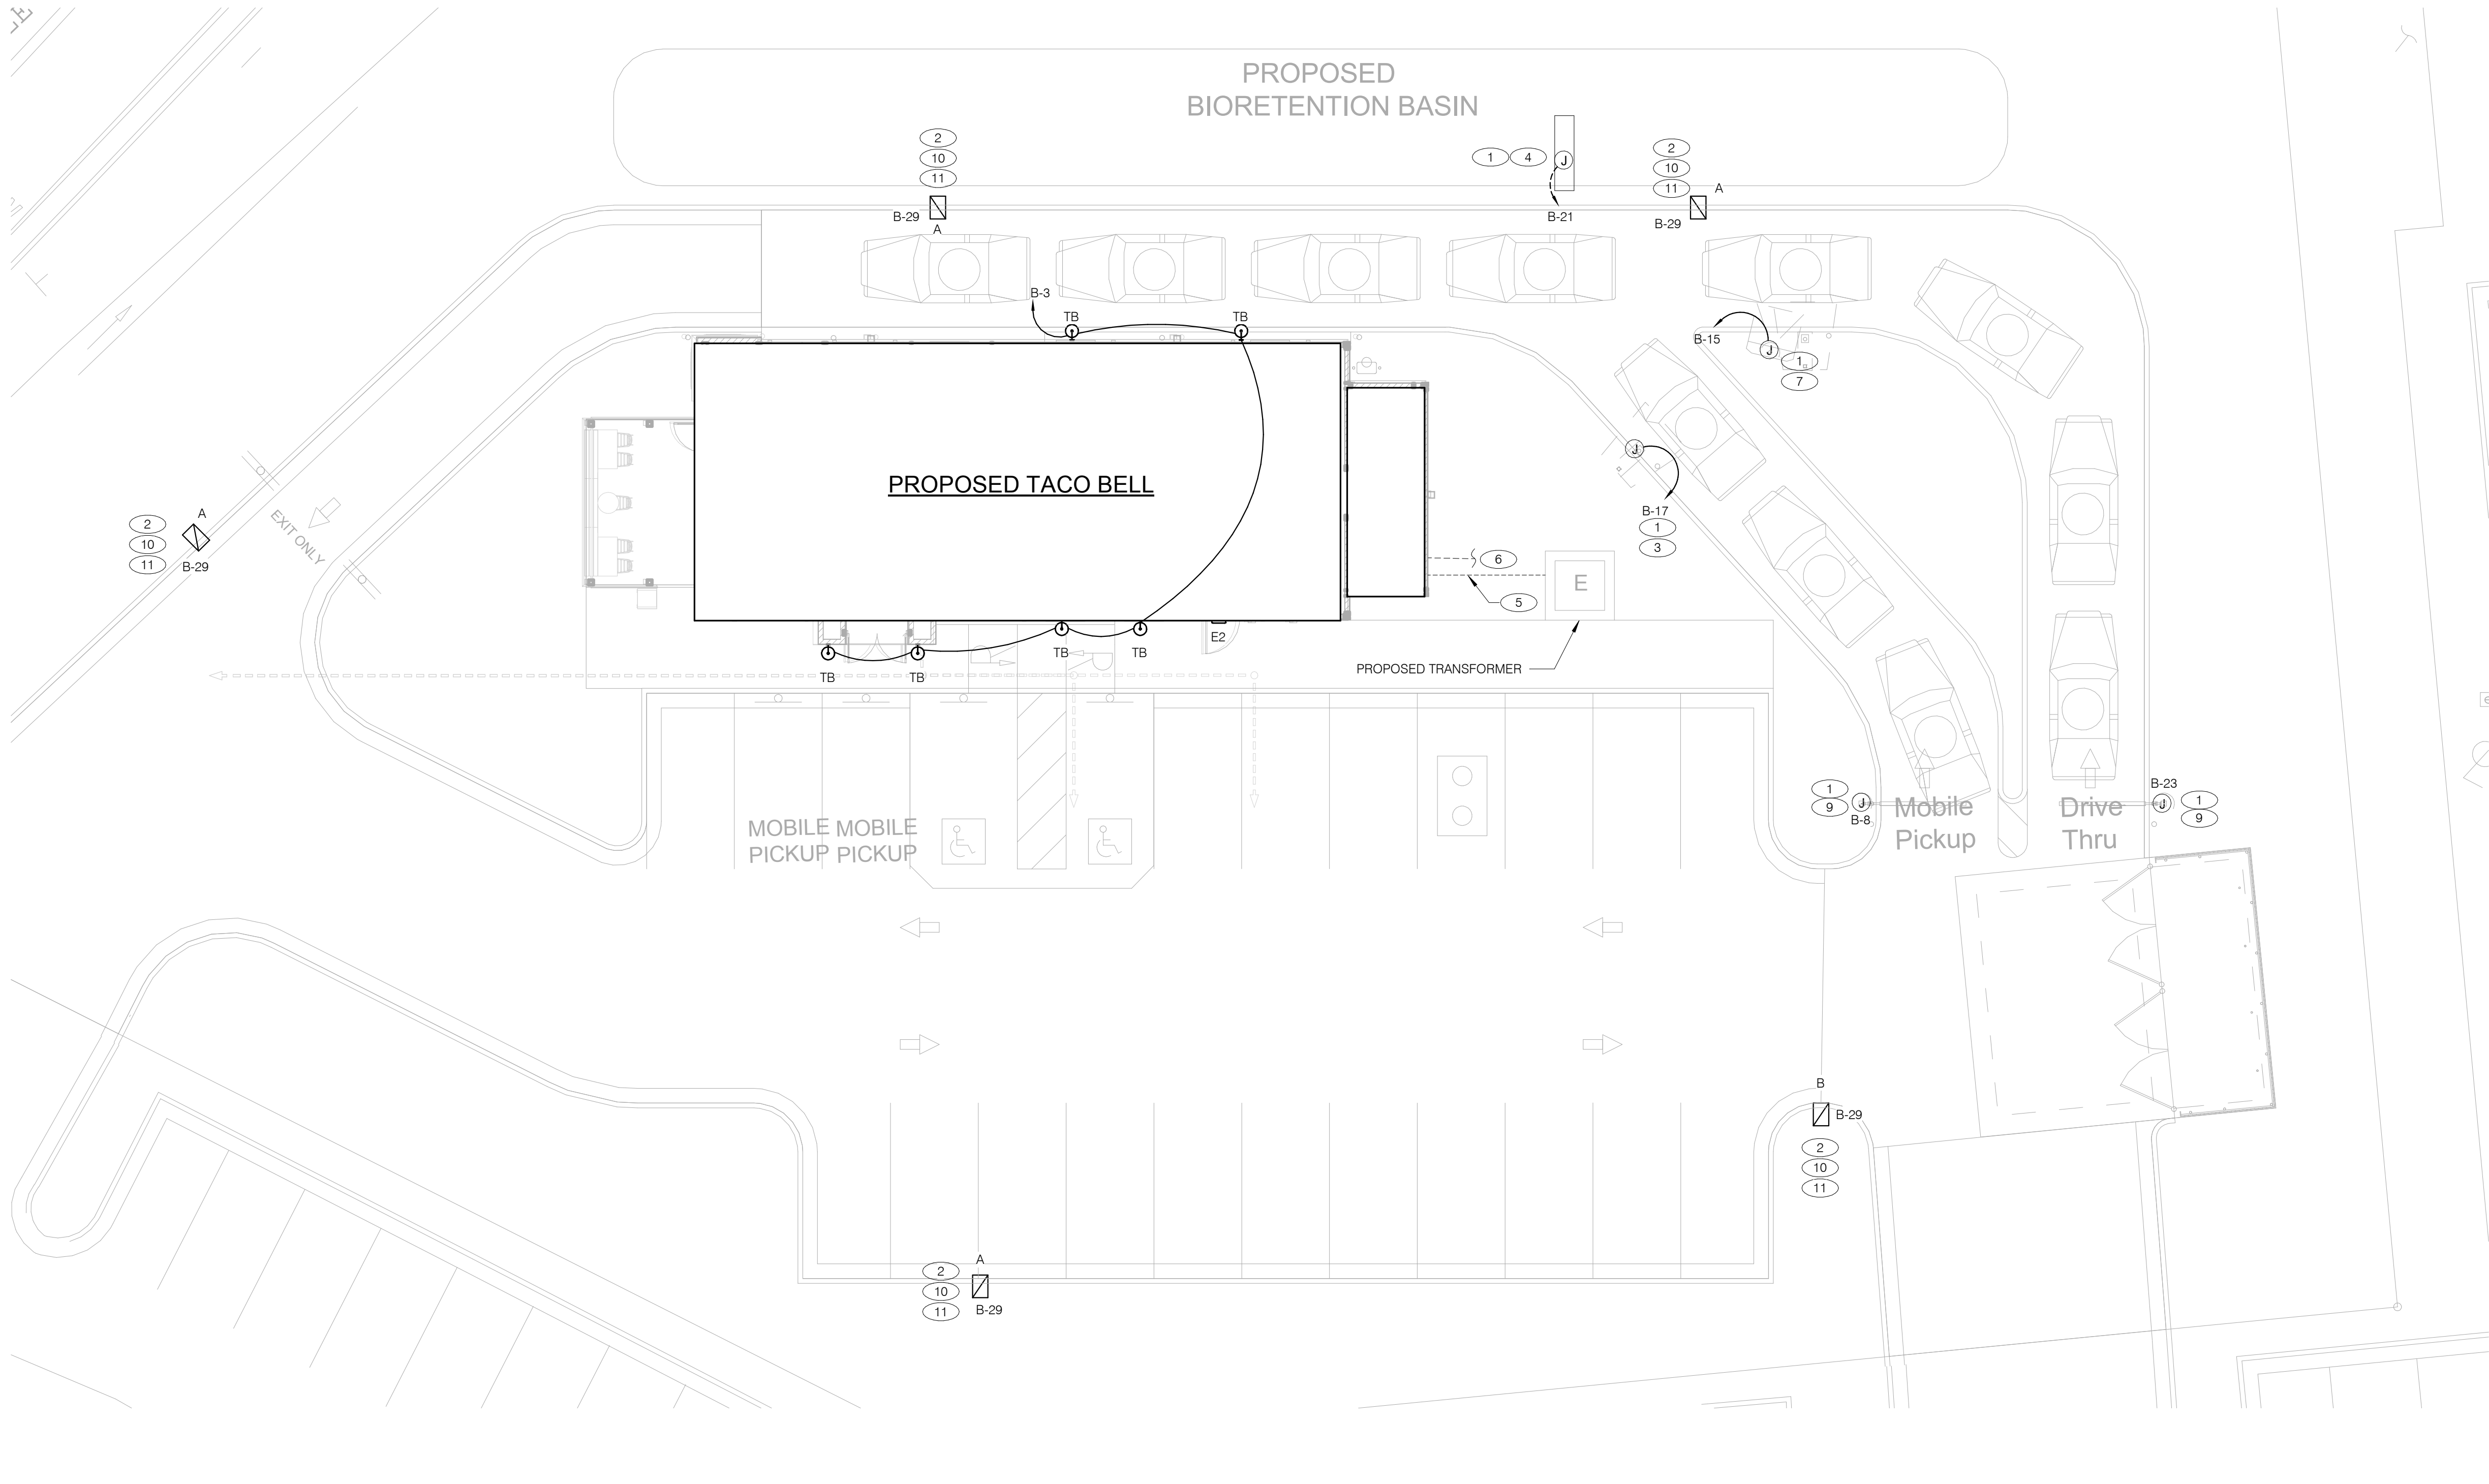 PROPOSED
BIORETENTION BASIN
2
10
11
B-29
A
1
4
J
B-21
2
10
11
A
B-29
B-3
TB
TB
B-15
J
1
7
J
B-17
1
3
PROPOSED TACO BELL
EXIT ONLY
2
10
11
A
B-29
6
5
E
E2
TB
TB
TB
TB
PROPOSED TRANSFORMER
MOBILE
PICKUP
MOBILE
PICKUP
1
9
J
B-8
Mobile
Pickup
Drive
Thru
B-23
J
1
9
B
B-29
2
10
11
A
2
10
11
B-29